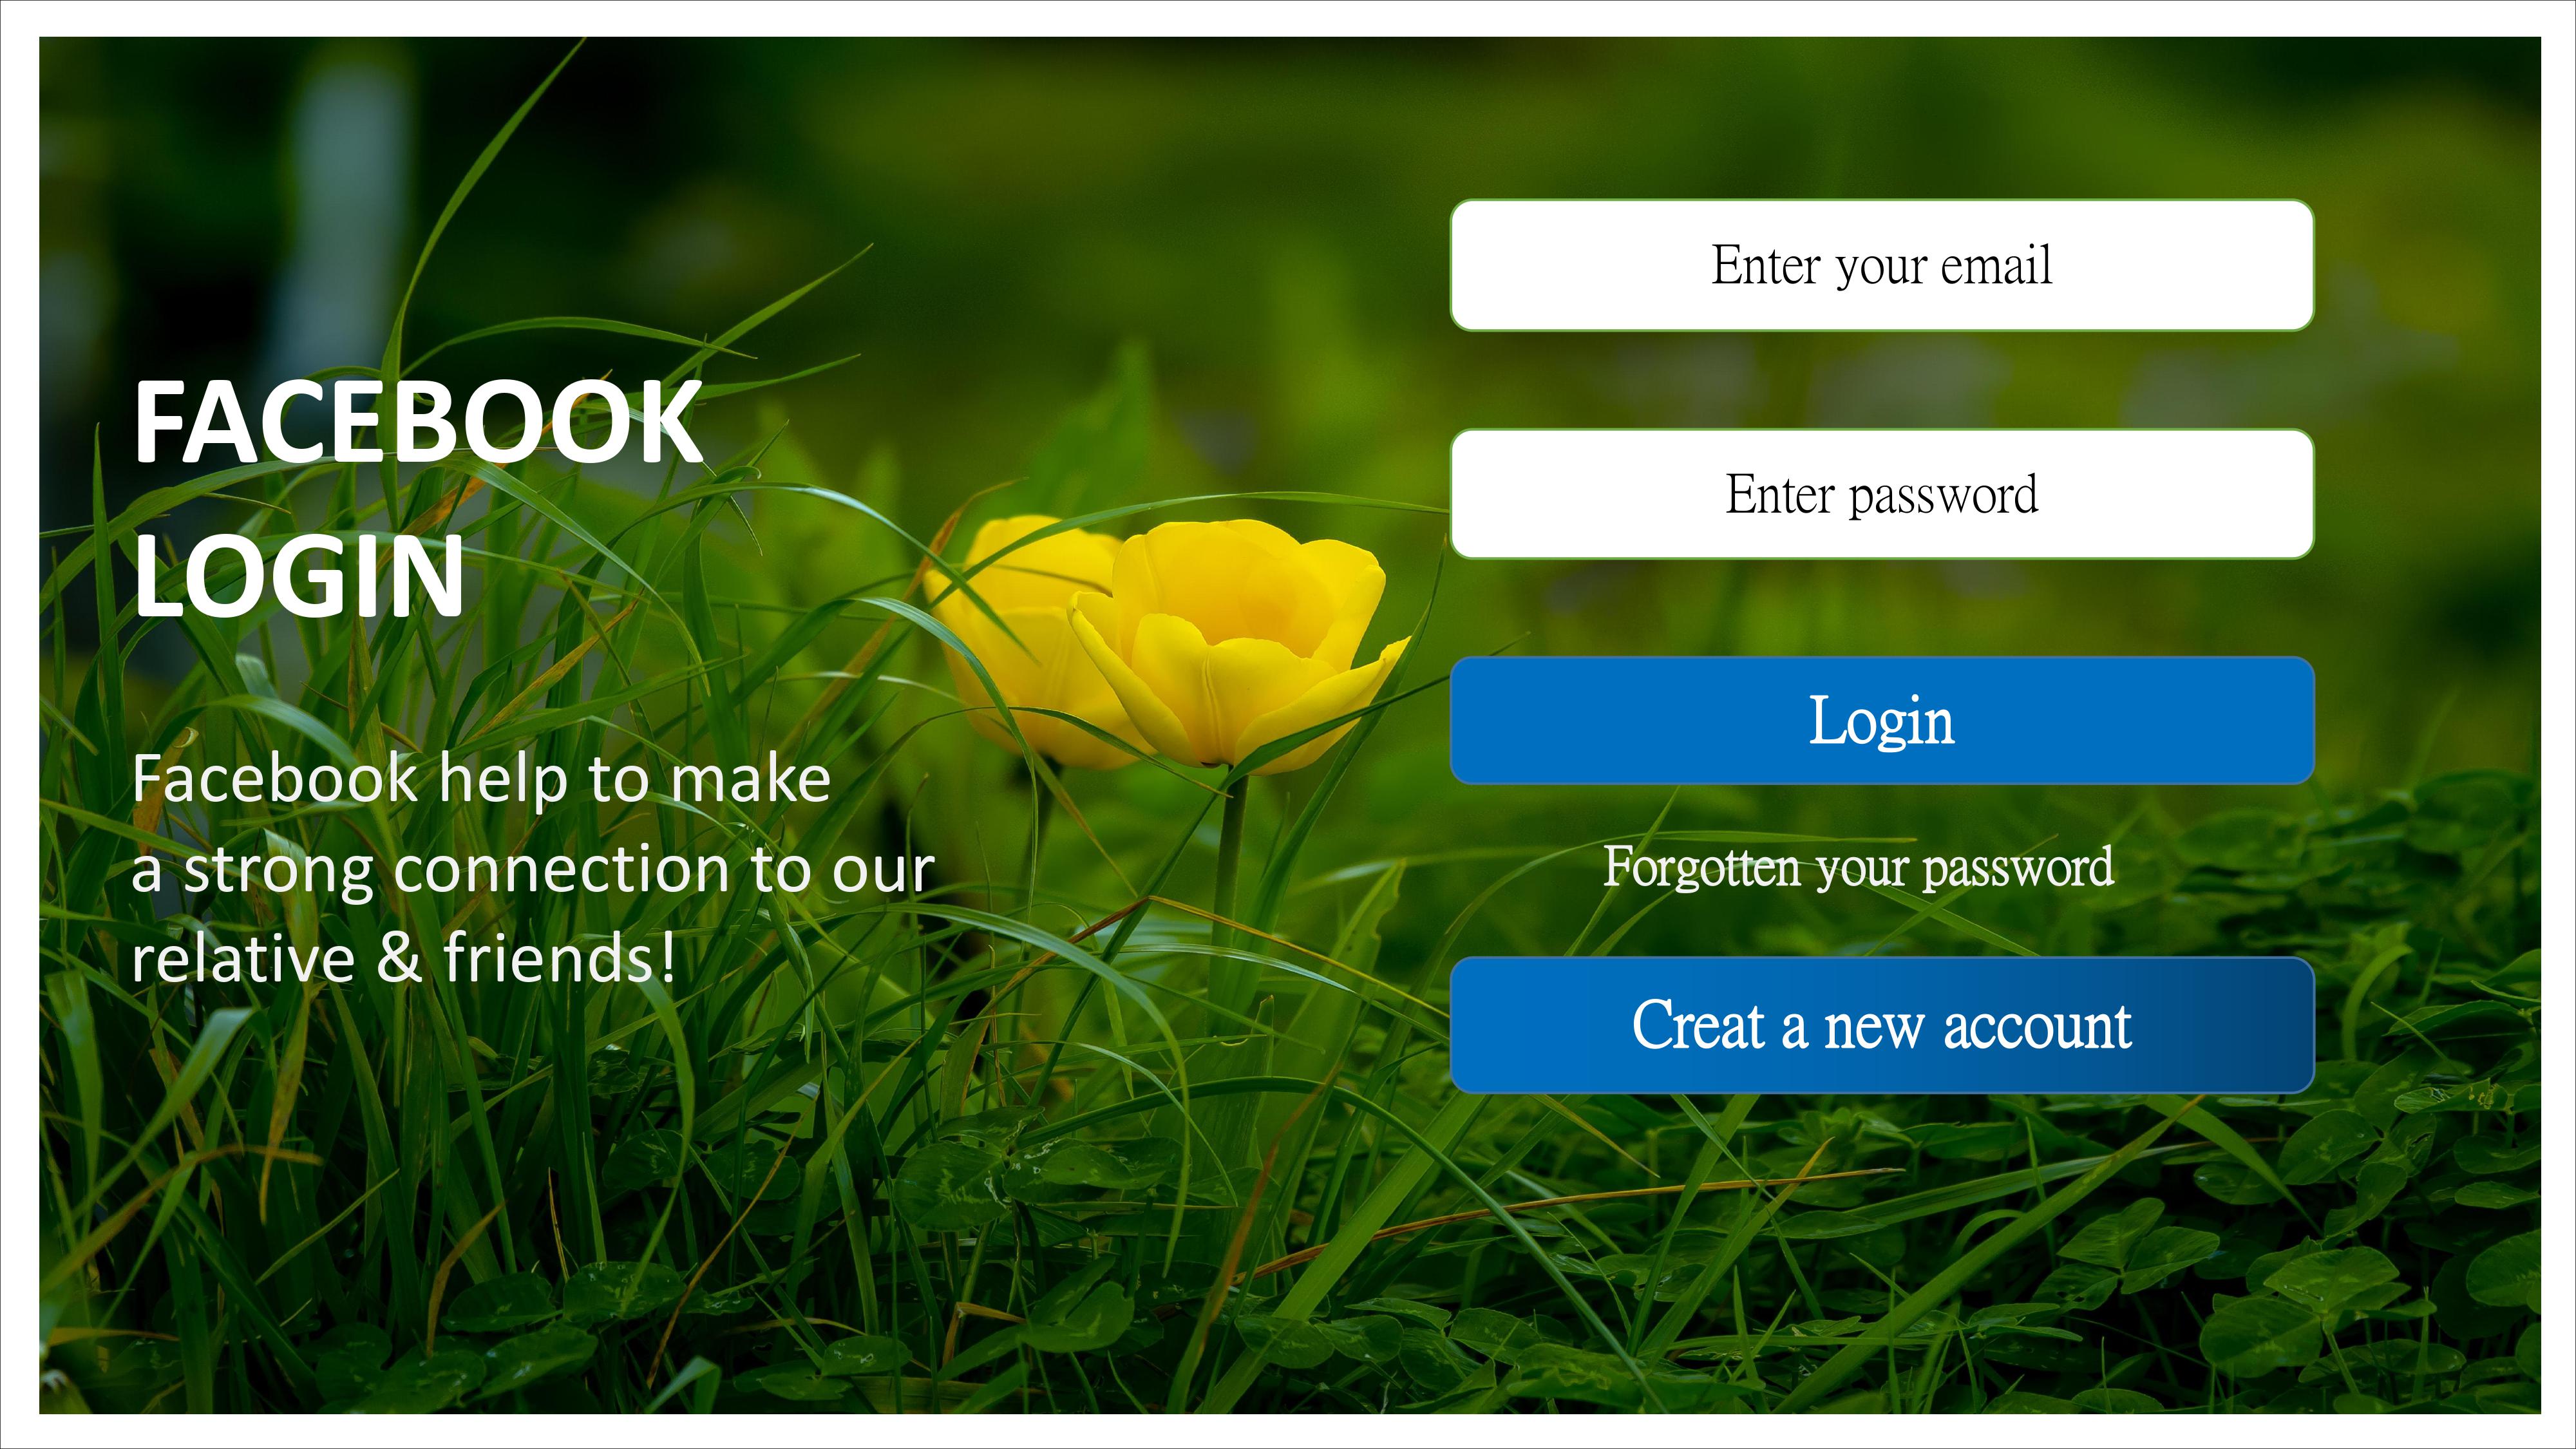 FACEBOOK
LOGIN
Facebook help to make
a strong connection to our
relative & friends!
Enter your email
Enter password
Login
Forgotten your password
Creat a new account